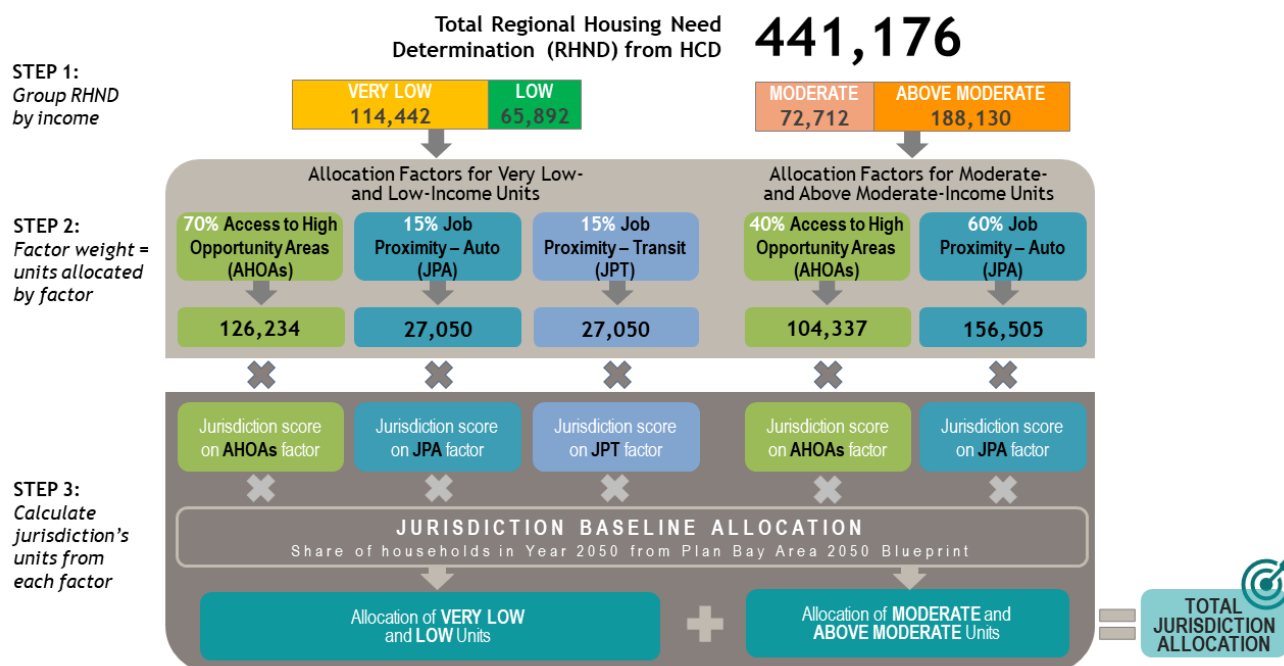 Total Regional Housing Need
Determination (RHND) from HCD
441,176
STEP 1:
Group RHND
by income
VERY LOW
114,442
LOW
65,892
MODERATE
72,712
ABOVE MODERATE
188,130
Allocation Factors for Very Low-
and Low-Income Units
Allocation Factors for Moderate-
and Above Moderate-Income Units
STEP 2:
Factor weight =
units allocated
by factor
70% Access to High
Opportunity Areas
(AHOAs)
15% Job
Proximity – Auto
(JPA)
15% Job
Proximity – Transit
(JPT)
40% Access to High
Opportunity Areas
(AHOAs)
60% Job
Proximity – Auto
(JPA)
126,234
27,050
27,050
104,337
156,505
STEP 3:
Calculate
jurisdiction's
units from
each factor
Jurisdiction score
on AHOAs factor
Jurisdiction score
on JPA factor
Jurisdiction score
on JPT factor
Jurisdiction score
on AHOAs factor
Jurisdiction score
on JPA factor
JURISDICTION BASELINE ALLOCATION
Share of households in Year 2050 from Plan Bay Area 2050 Blueprint
Allocation of VERY LOW
and LOW Units
Allocation of MODERATE and
ABOVE MODERATE Units
TOTAL
JURISDICTION
ALLOCATION